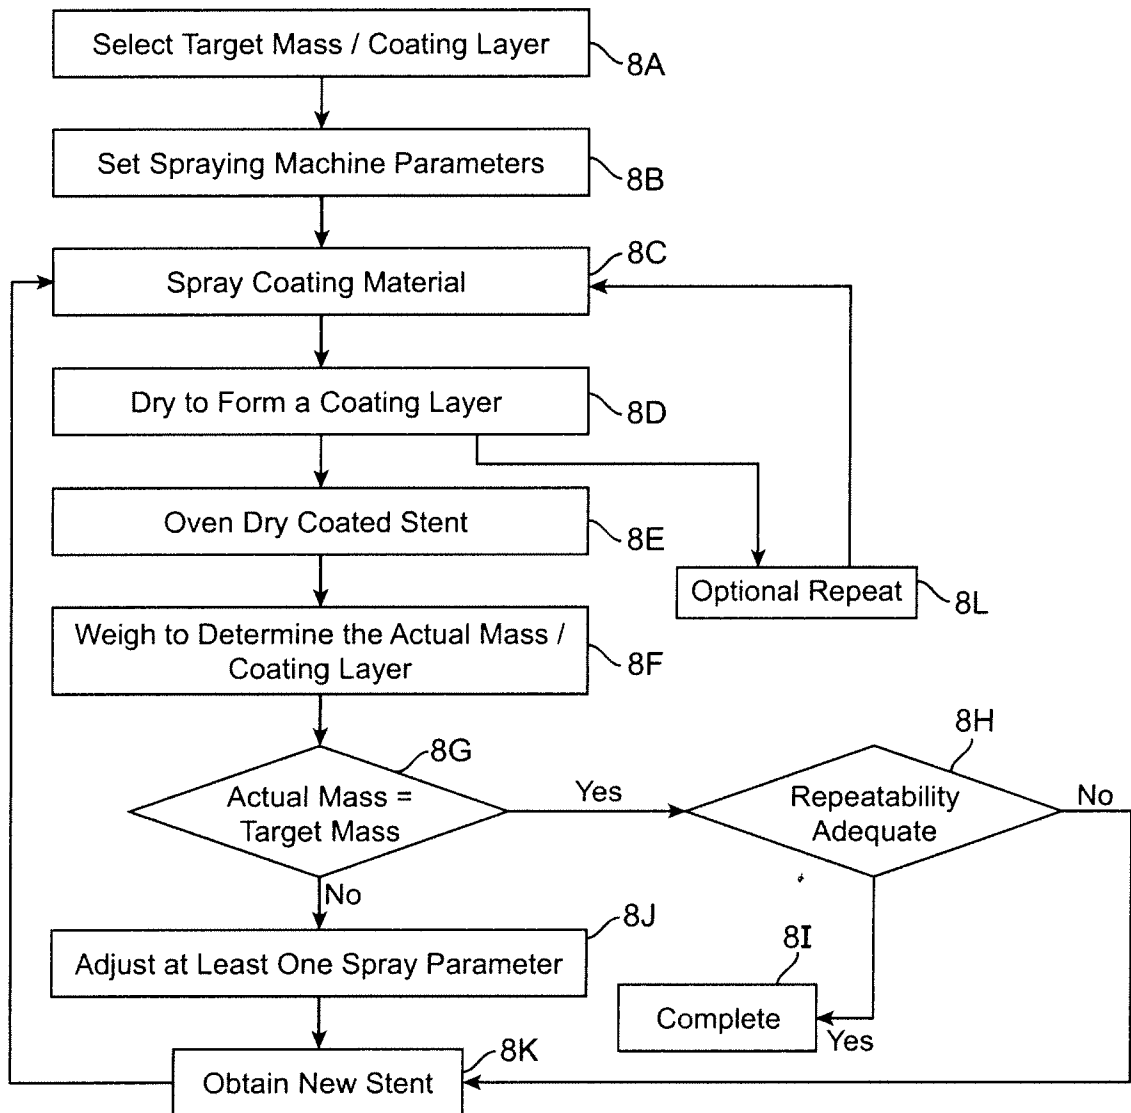 Select Target Mass / Coating Layer
8A
Set Spraying Machine Parameters
8B
Spray Coating Material
8C
Dry to Form a Coating Layer
8D
Oven Dry Coated Stent
8E
Optional Repeat
8L
Weigh to Determine the Actual Mass /
Coating Layer
8F
Actual Mass =
Target Mass
8G
Yes
Repeatability
Adequate
8H
No
No
Adjust at Least One Spray Parameter
8J
8I
Complete
Yes
Obtain New Stent
8K